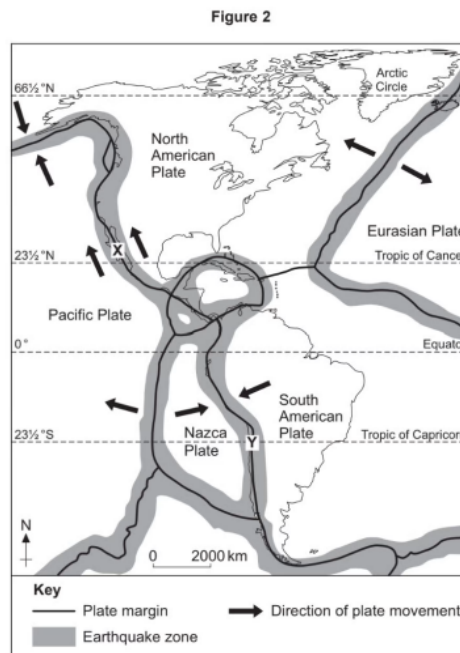 Figure 2
66½°N
Arctic
Circle
North
American
Plate
Eurasian Plate
X
23½°N
Tropic of Cance
Pacific Plate
Equato
0°
South
American
Plate
Nazca
Plate
Y
23½°S
Tropic of Capricor
N
0 2000 km
Key
Plate margin
Direction of plate movement
Earthquake zone